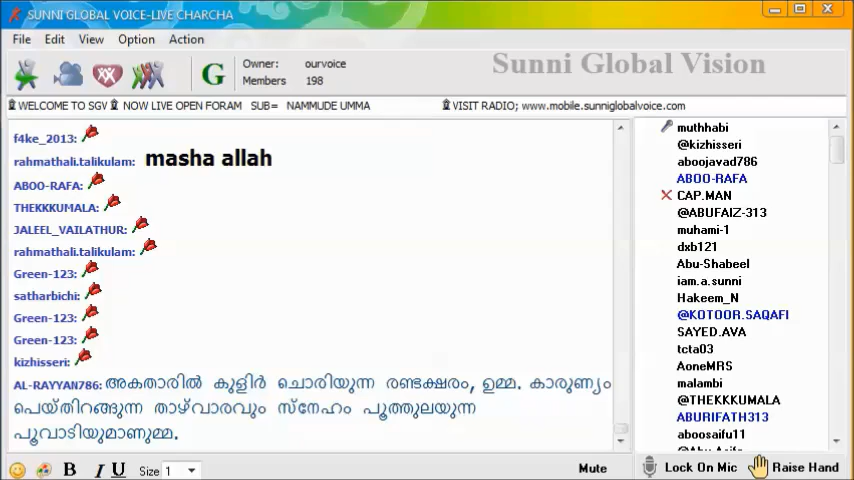 SUNNI GLOBAL VOICE-LIVE CHARCHA
File Edit View Option Action
G
Owner: ourvoice
Members 198
Sunni Global Vision
WELCOME TO SGV NOW LIVE OPEN FORAM SUB= NAMMUDE UMMA VISIT RADIO; www.mobile.sunniglobalvoice.com
f4ke_2013:
rahmathali.talikulam: masha allah
ABOO-RAFA:
THEKKKUMALA:
JALEEL_VAILATHUR:
rahmathali.talikulam:
Green-123:
satharbichi:
Green-123:
Green-123:
kizhisseri:
AL-RAYYAN786: അകതാരിൽ കുളിർ ചൊരിയുന്ന രണ്ടക്ഷരം, ഉമ്മ. കാരുണ്യം
പെയ്തിറങ്ങുന്ന താഴ്‌വാരവും സ്നേഹം പൂത്തുലയുന്ന
പൂവാടിയുമാണുമ്മ.
muthhabi
@kizhisseri
aboojavad786
ABOO-RAFA
CAP.MAN
@ABUFAIZ-313
muhami-1
dxb121
Abu-Shabeel
iam.a.sunni
Hakeem_N
@KOTOOR.SAQAFI
SAYED.AVA
tcta03
AoneMRS
malambi
@THEKKKUMALA
ABURIFATH313
aboosaifu11
B I U Size 1 Mute Lock On Mic Raise Hand